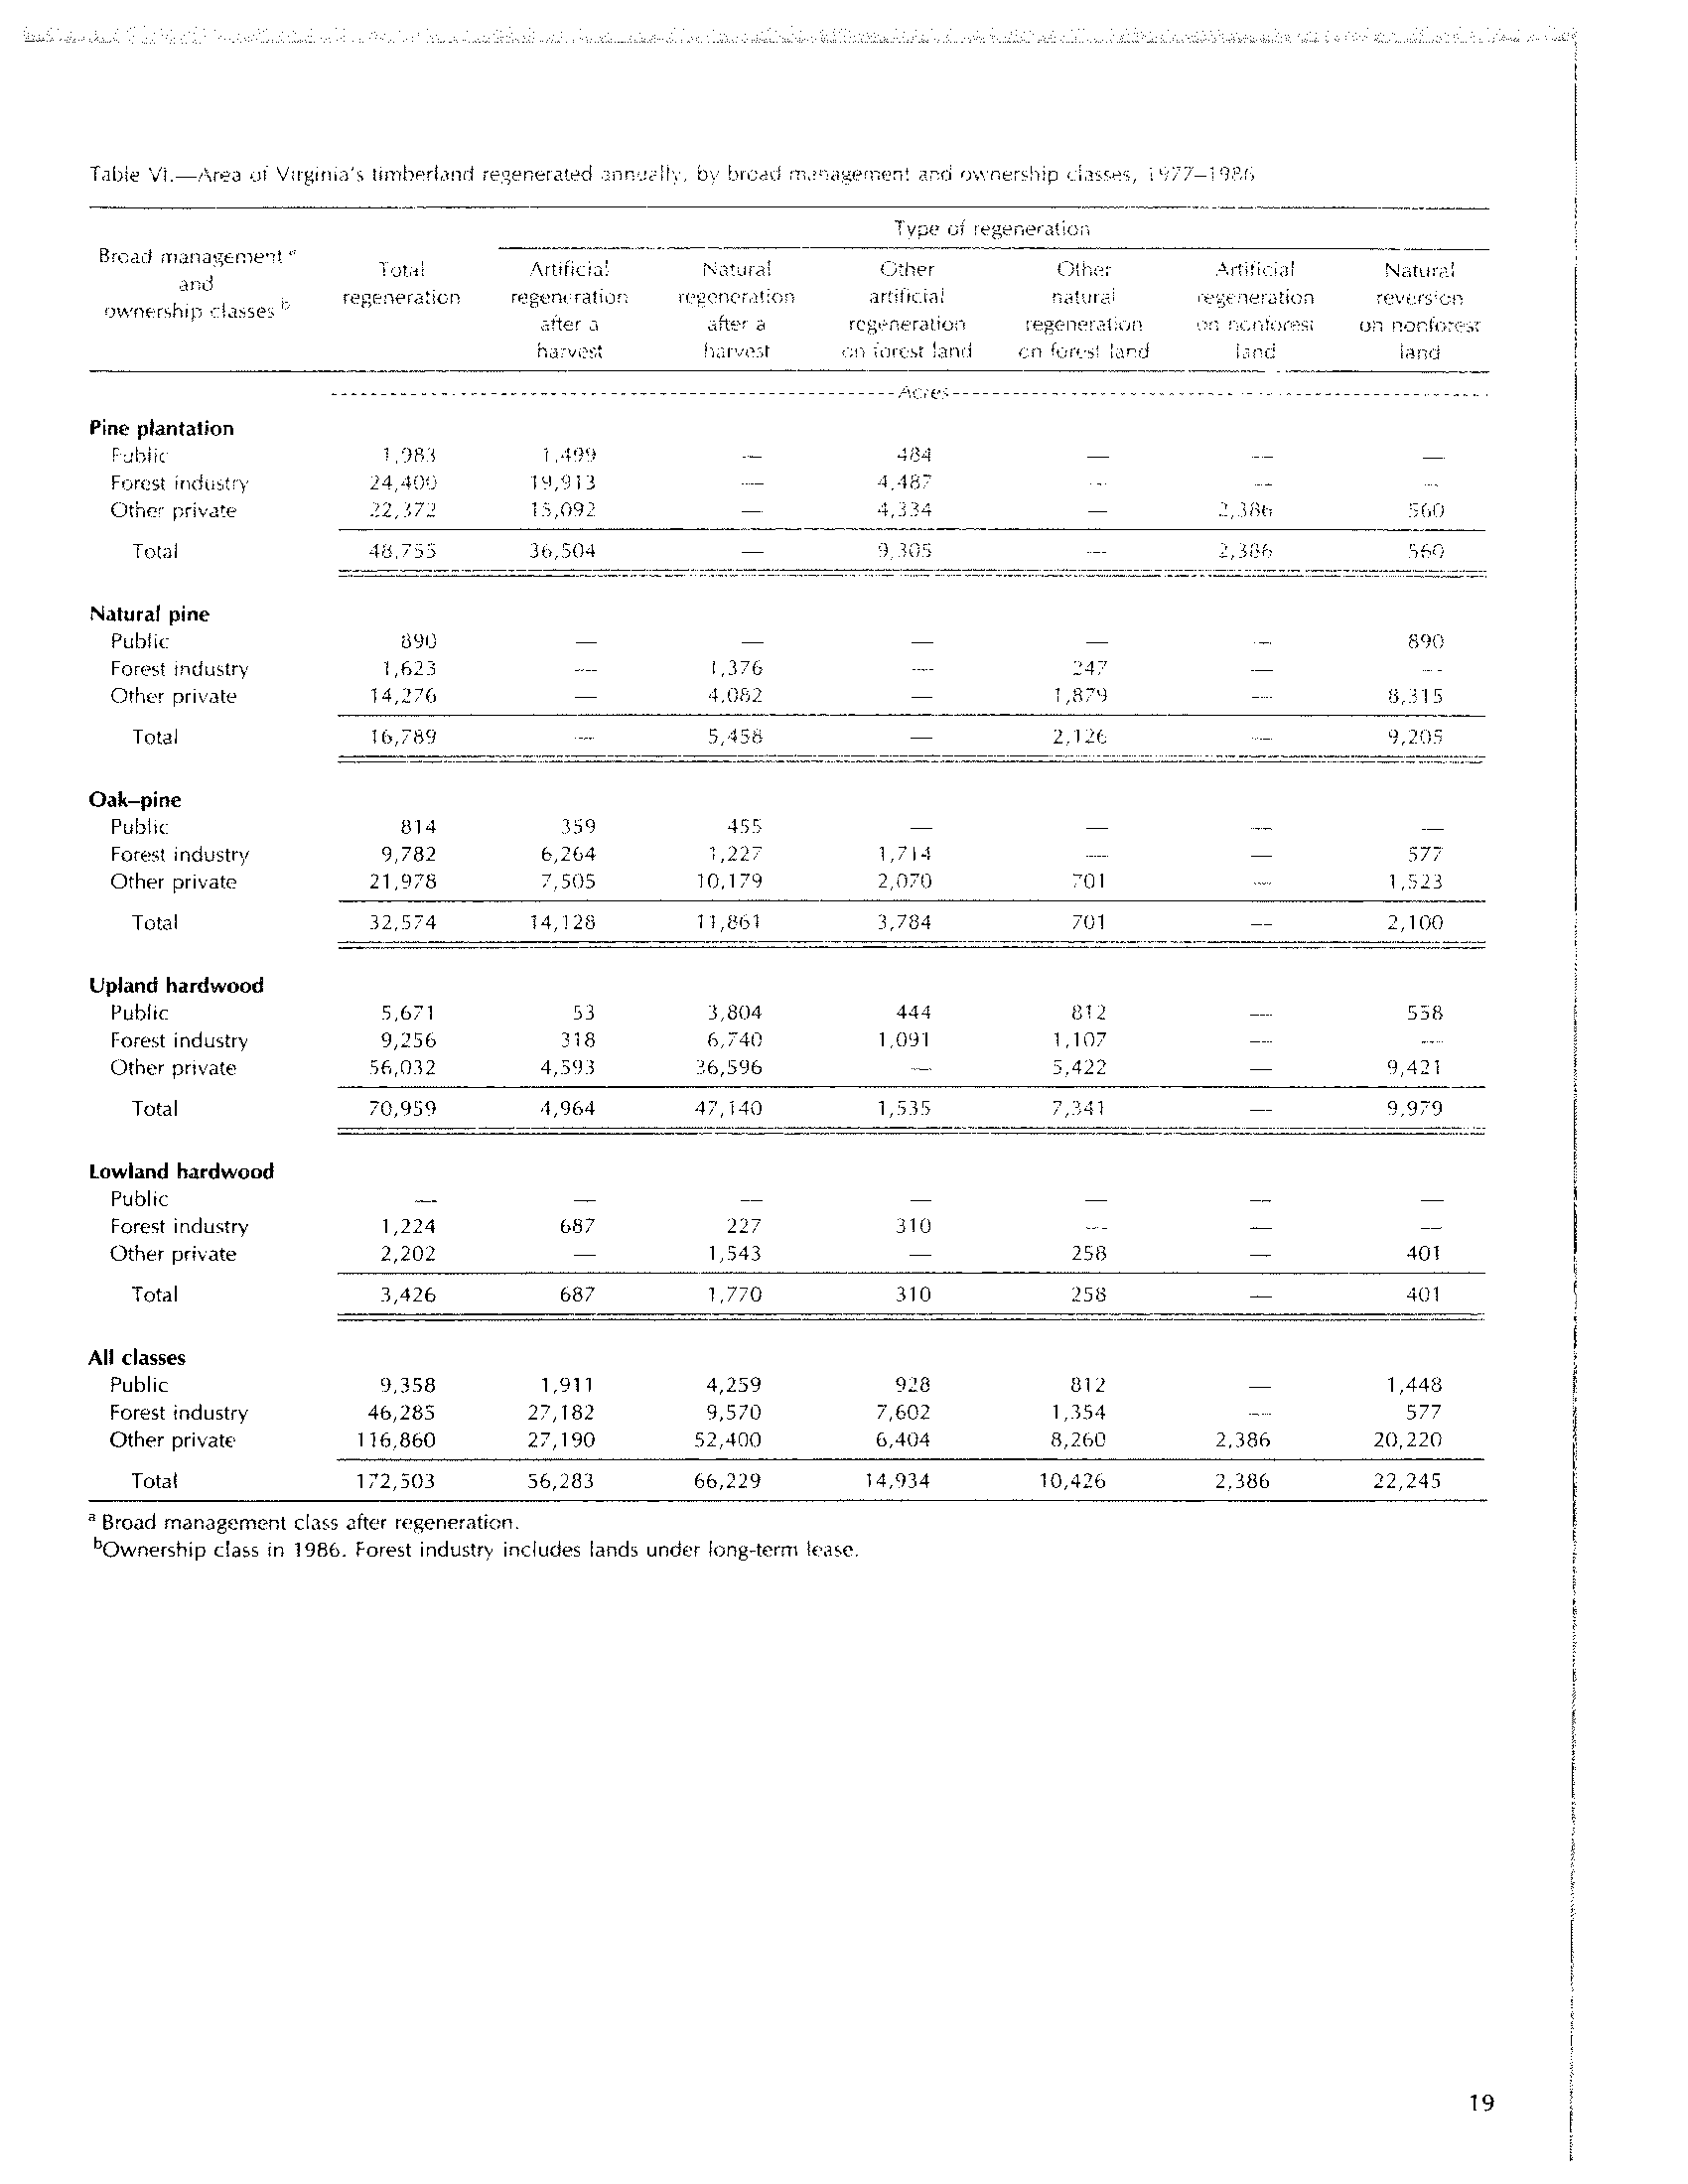 Table VI.—Area of Virginia's timberland regenerated annually, by broad management and ownership classes, 1977–1986
Type of regeneration
Broad management a and ownership classes b
Total regeneration
Artificial regeneration after a harvest
Natural regeneration after a harvest
Other artificial regeneration on forest land
Other natural regeneration on forest land
Artificial regeneration on nonforest land
Natural reversion on nonforest land
Acres
Pine plantation
Public 1,983 1,499 — 484 — — —
Forest industry 24,400 19,913 — 4,487 — — —
Other private 22,372 15,092 — 4,334 — 2,386 560
Total 48,755 36,504 — 9,305 — 2,386 560
Natural pine
Public 890 — — — — — 890
Forest industry 1,623 — 1,376 — 247 — —
Other private 14,276 — 4,082 — 1,879 — 8,315
Total 16,789 — 5,458 — 2,126 — 9,205
Oak–pine
Public 814 359 455 — — — —
Forest industry 9,782 6,264 1,227 1,714 — — 577
Other private 21,978 7,505 10,179 2,070 701 — 1,523
Total 32,574 14,128 11,861 3,784 701 — 2,100
Upland hardwood
Public 5,671 53 3,804 444 812 — 558
Forest industry 9,256 318 6,740 1,091 1,107 — —
Other private 56,032 4,593 36,596 — 5,422 — 9,421
Total 70,959 4,964 47,140 1,535 7,341 — 9,979
Lowland hardwood
Public — — — — — — —
Forest industry 1,224 687 227 310 — — —
Other private 2,202 — 1,543 — 258 — 401
Total 3,426 687 1,770 310 258 — 401
All classes
Public 9,358 1,911 4,259 928 812 — 1,448
Forest industry 46,285 27,182 9,570 7,602 1,354 — 577
Other private 116,860 27,190 52,400 6,404 8,260 2,386 20,220
Total 172,503 56,283 66,229 14,934 10,426 2,386 22,245
a Broad management class after regeneration.
b Ownership class in 1986. Forest industry includes lands under long-term lease.
19